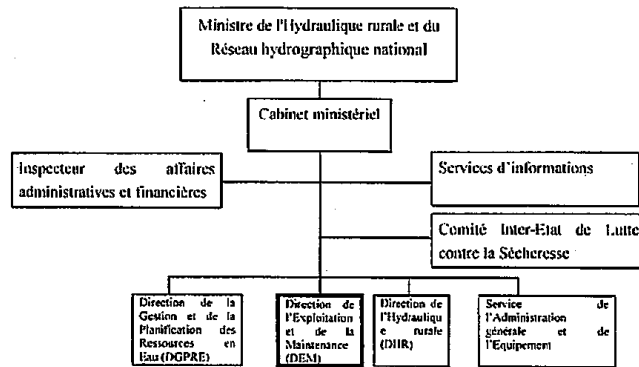 Ministre de l'Hydraulique rurale et du
Réseau hydrographique national
Cabinet ministériel
Inspecteur des affaires
administratives et financières
Services d'informations
Comité Inter-Etat de Lutte
contre la Sécheresse
Direction de la
Gestion et de la
Planification des
Ressources en
Eau (DGPRE)
Direction de
l'Exploitation
et de la
Maintenance (DEM)
Direction de
l'Hydrauliqu
e rurale
(DHR)
Service de
l'Administration
générale et de
l'Equipement